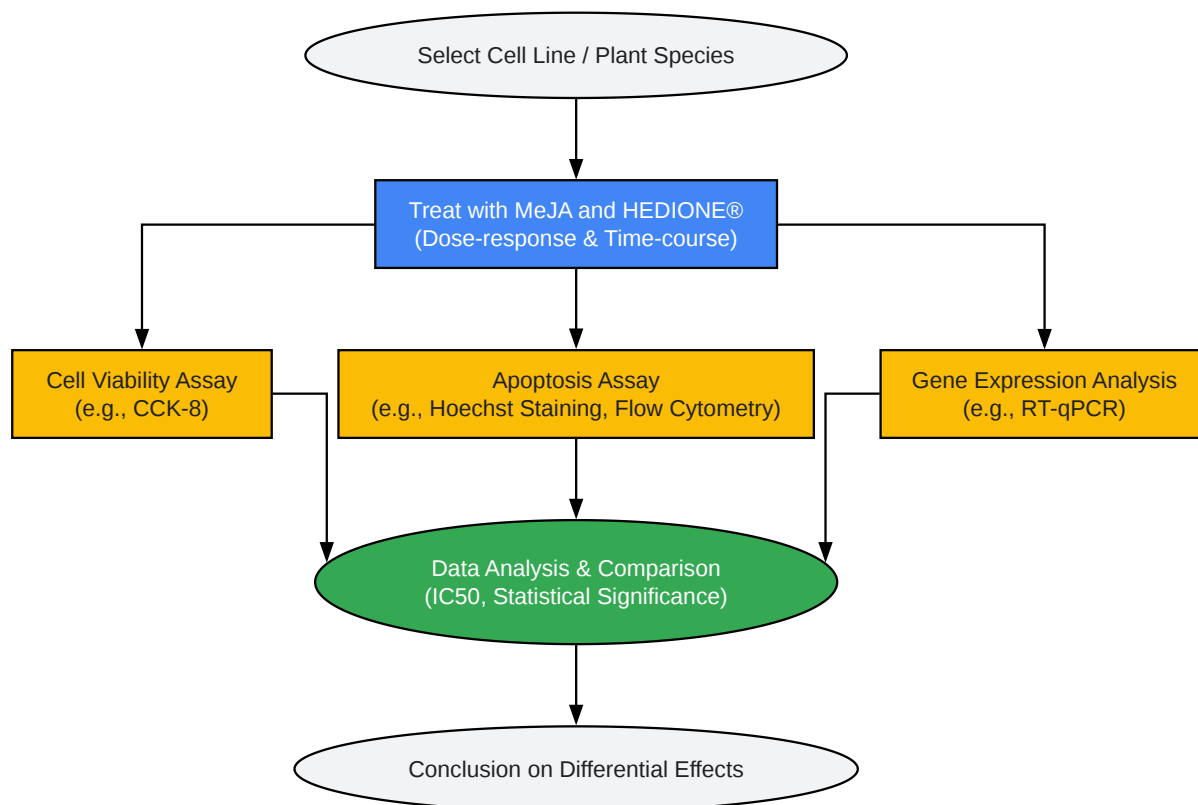 Select Cell Line / Plant Species
Treat with MeJA and HEDIONE®
(Dose-response & Time-course)
Cell Viability Assay
(e.g., CCK-8)
Apoptosis Assay
(e.g., Hoechst Staining, Flow Cytometry)
Gene Expression Analysis
(e.g., RT-qPCR)
Data Analysis & Comparison
(IC50, Statistical Significance)
Conclusion on Differential Effects